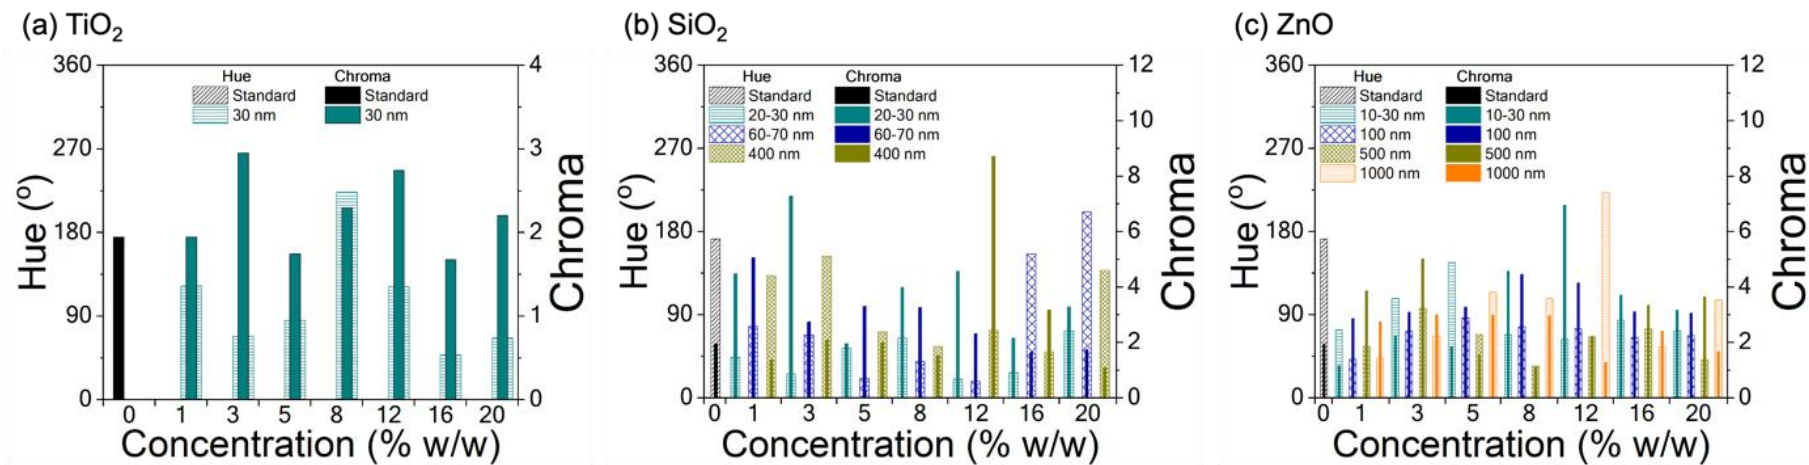 (a) TiO₂
Hue (º)
360
270
180
90
0
Hue Chroma
Standard Standard
30 nm 30 nm
4
3
2
1
0
Chroma
0 1 3 5 8 12 16 20
Concentration (% w/w)
(b) SiO₂
Hue (º)
360
270
180
90
0
Hue Chroma
Standard Standard
20-30 nm 20-30 nm
60-70 nm 60-70 nm
400 nm 400 nm
12
10
8
6
4
2
0
Chroma
0 1 3 5 8 12 16 20
Concentration (% w/w)
(c) ZnO
Hue (º)
360
270
180
90
0
Hue Chroma
Standard Standard
10-30 nm 10-30 nm
100 nm 100 nm
500 nm 500 nm
1000 nm 1000 nm
12
10
8
6
4
2
0
Chroma
0 1 3 5 8 12 16 20
Concentration (% w/w)